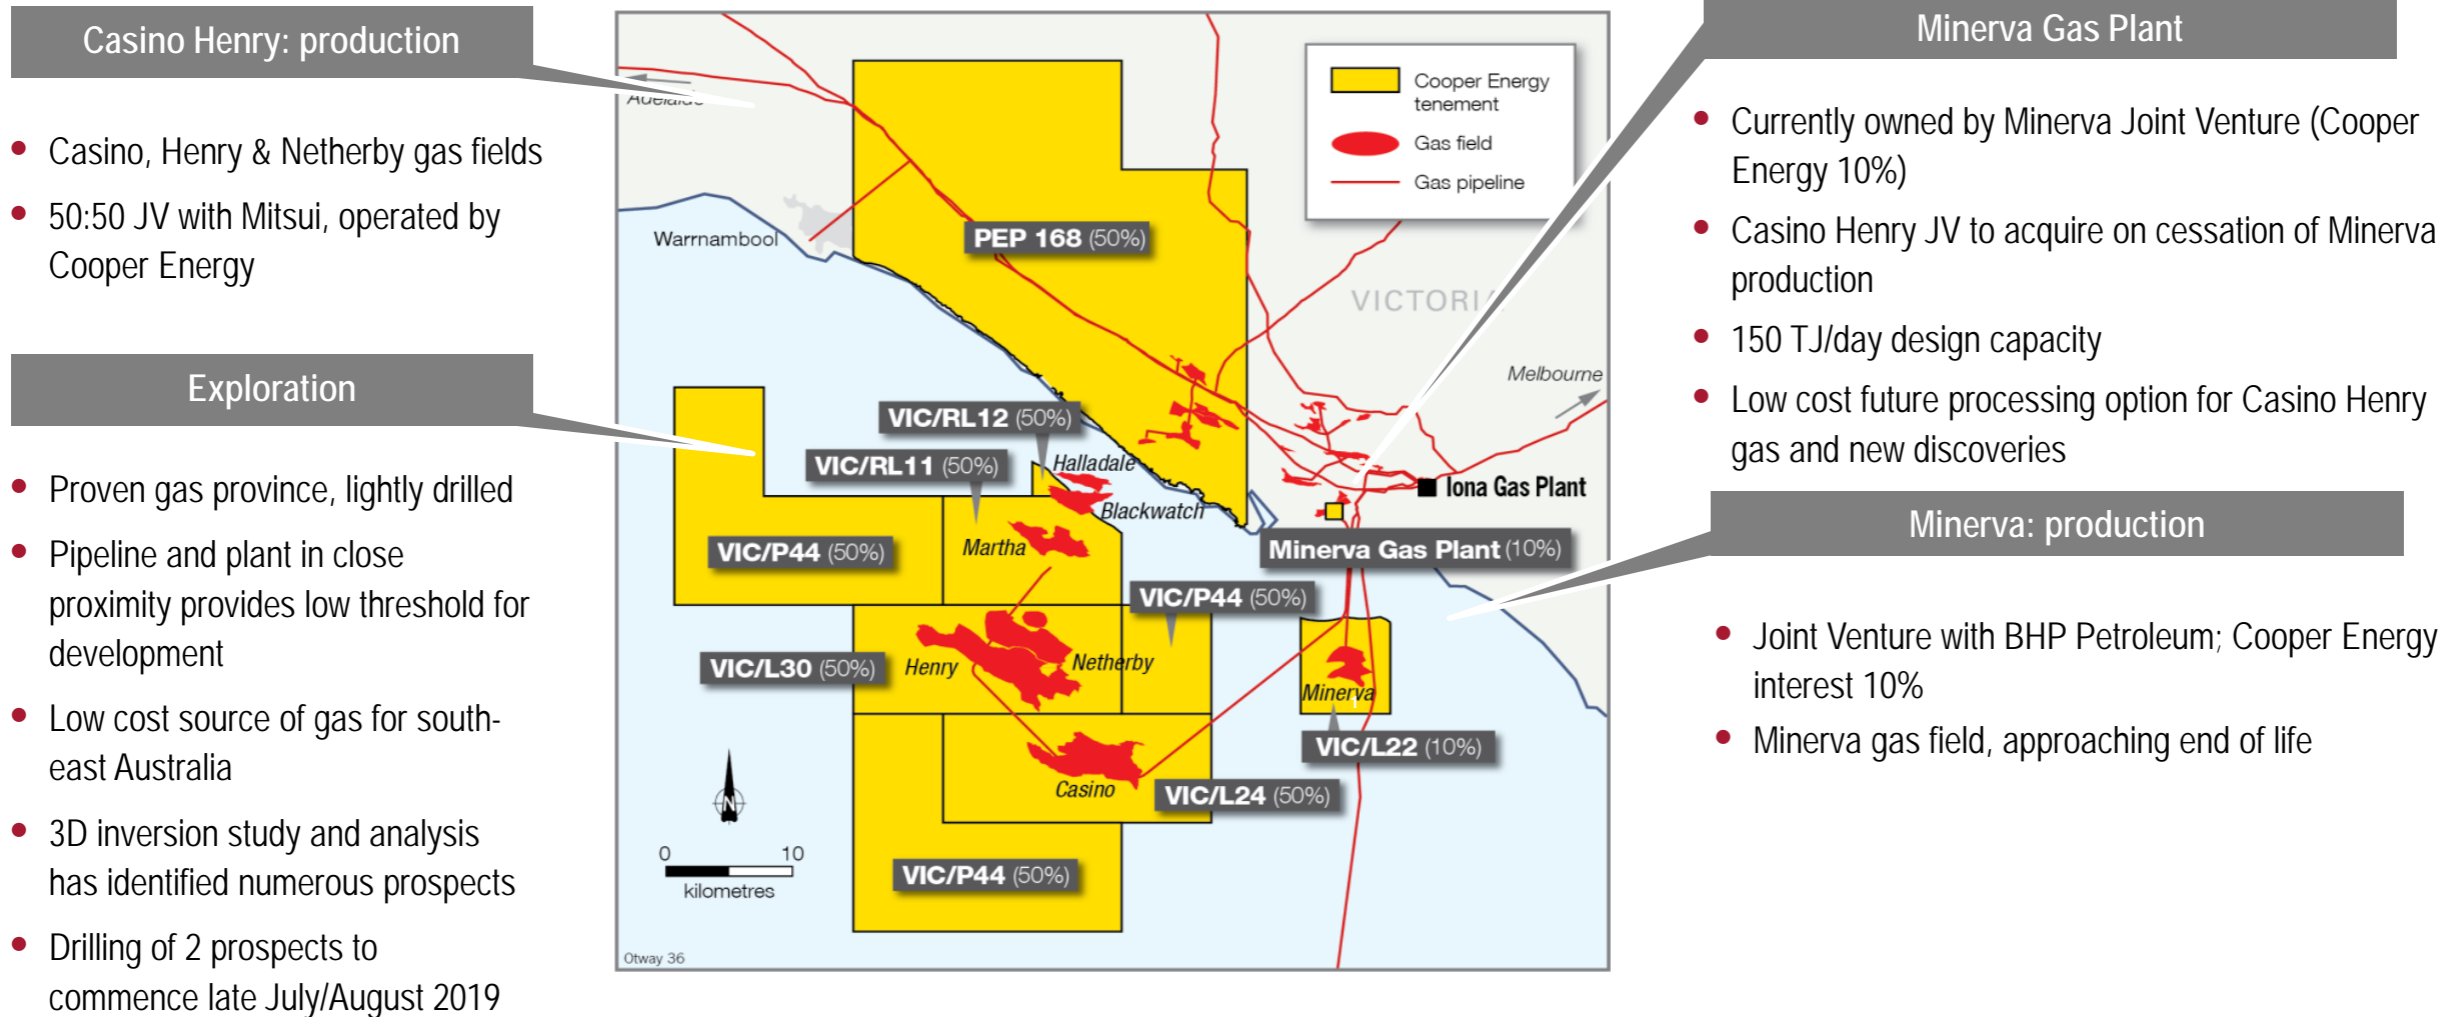 Casino Henry: production
• Casino, Henry & Netherby gas fields
• 50:50 JV with Mitsui, operated by
Cooper Energy
Exploration
• Proven gas province, lightly drilled
• Pipeline and plant in close
proximity provides low threshold for
development
• Low cost source of gas for south-
east Australia
• 3D inversion study and analysis
has identified numerous prospects
• Drilling of 2 prospects to
commence late July/August 2019
Adelaide
Cooper Energy
tenement
Gas field
Gas pipeline
Warrnambool
PEP 168 (50%)
VICTORIA
Melbourne
VIC/RL12 (50%)
VIC/RL11 (50%)
Halladale
Blackwatch
Iona Gas Plant
Martha
VIC/P44 (50%)
Minerva Gas Plant (10%)
VIC/P44 (50%)
VIC/L30 (50%)
Henry
Netherby
Minerva
VIC/L22 (10%)
Casino
VIC/L24 (50%)
N
0 10
kilometres
VIC/P44 (50%)
Otway 36
Minerva Gas Plant
• Currently owned by Minerva Joint Venture (Cooper
Energy 10%)
• Casino Henry JV to acquire on cessation of Minerva
production
• 150 TJ/day design capacity
• Low cost future processing option for Casino Henry
gas and new discoveries
Minerva: production
• Joint Venture with BHP Petroleum; Cooper Energy
interest 10%
• Minerva gas field, approaching end of life